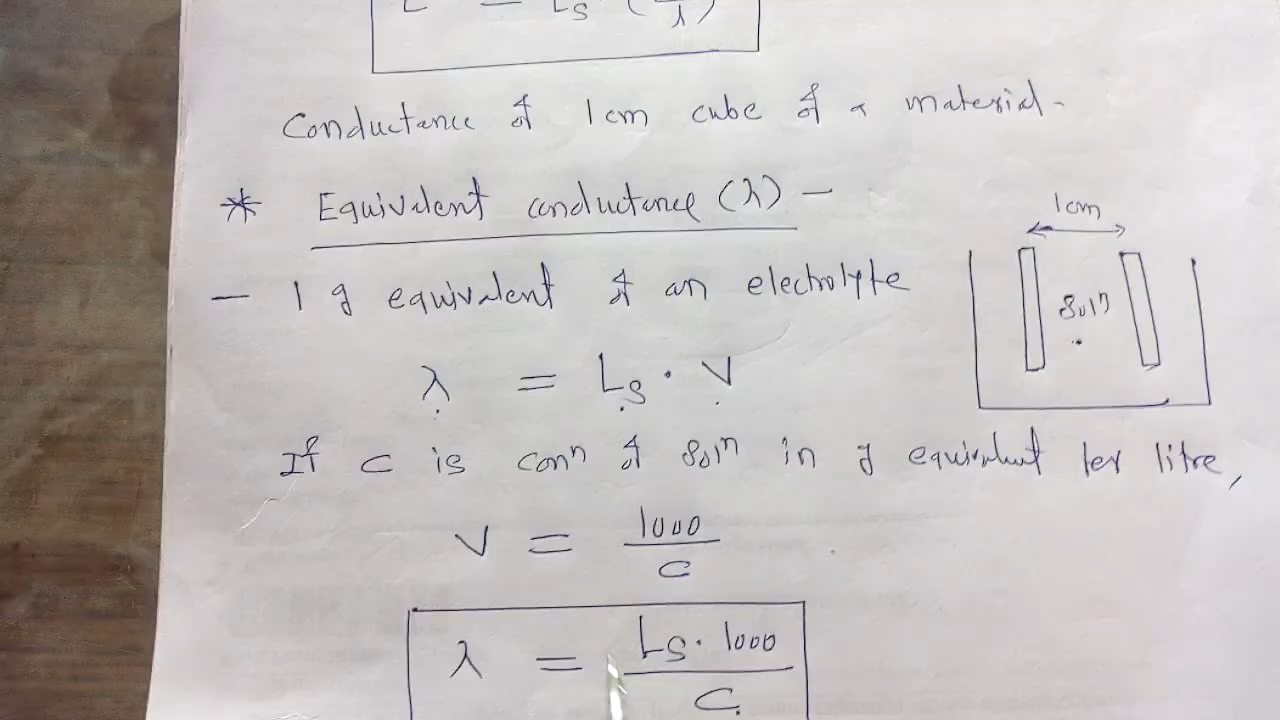 Conductance of 1cm cube of a material-
* Equivalent conductance (λ) -
1cm
- 1 g equivalent of an electrolyte
Solⁿ
λ = Ls · V
If C is conⁿ of solⁿ in g equivalent per litre,
V = 1000 / C
λ = Ls · 1000 / C